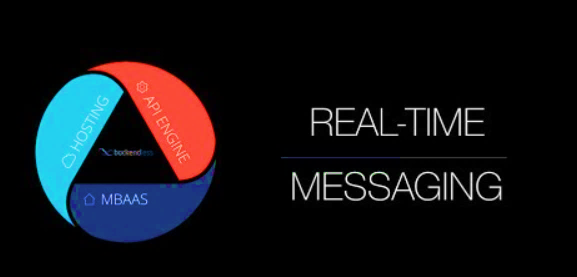 HOSTING
API ENGINE
backendless
MBAAS
REAL-TIME
MESSAGING